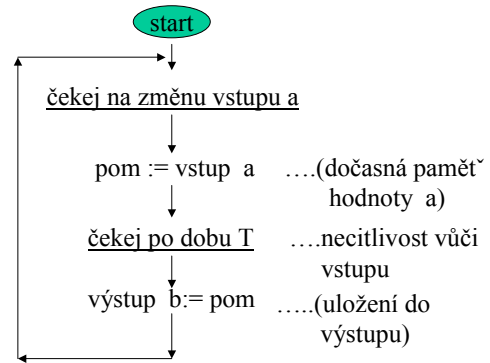 start
čekej na změnu vstupu a
pom := vstup a ….(dočasná pamětˇ
hodnoty a)
čekej po dobu T ….necitlivost vůči
vstupu
výstup b:= pom …..(uložení do
výstupu)